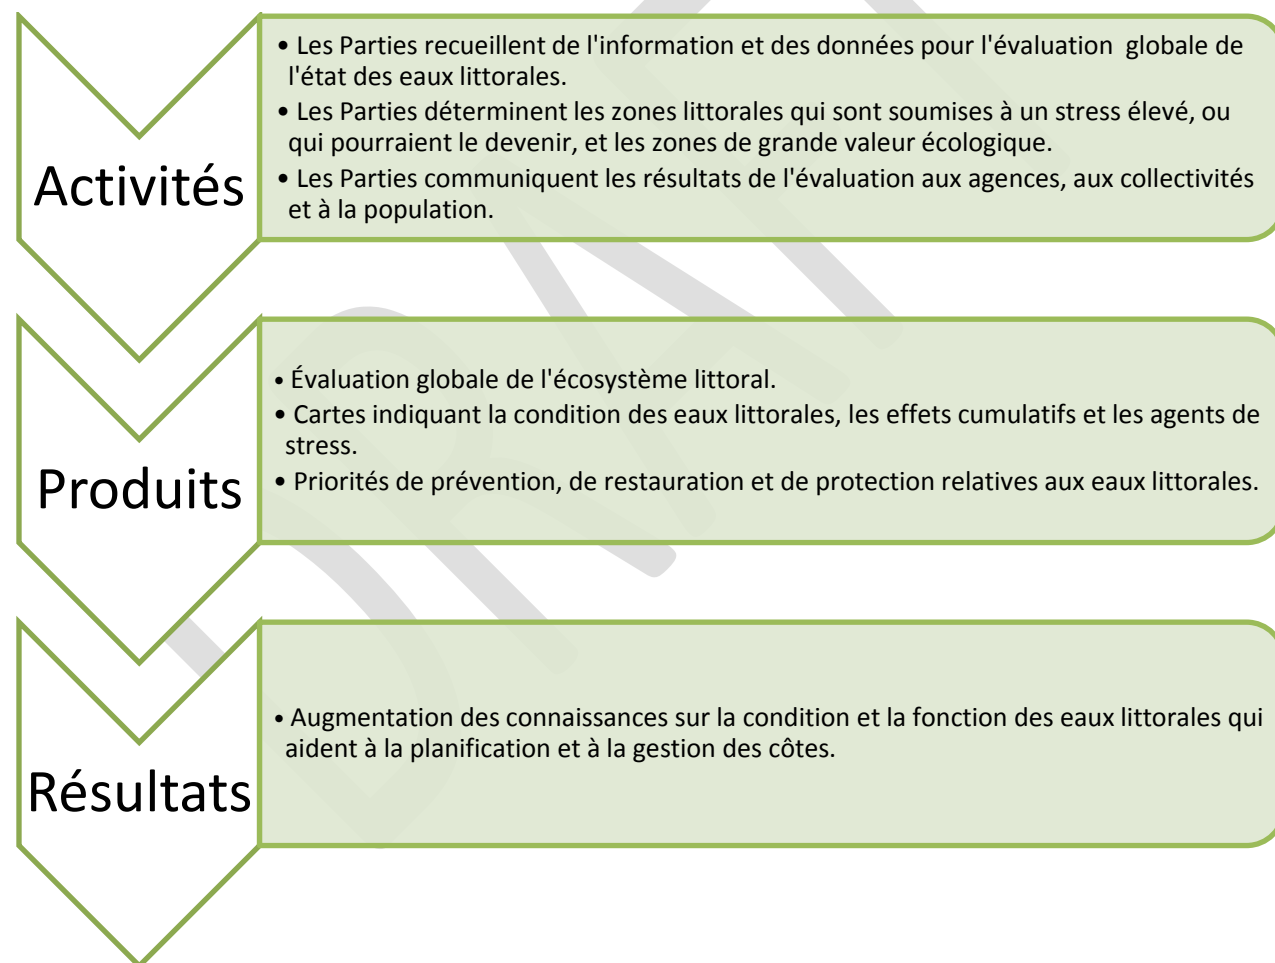 Activités
• Les Parties recueillent de l'information et des données pour l'évaluation  globale de
l'état des eaux littorales.
• Les Parties déterminent les zones littorales qui sont soumises à un stress élevé, ou
qui pourraient le devenir, et les zones de grande valeur écologique.
• Les Parties communiquent les résultats de l'évaluation aux agences, aux collectivités
et à la population.
Produits
• Évaluation globale de l'écosystème littoral.
• Cartes indiquant la condition des eaux littorales, les effets cumulatifs et les agents de
stress.
• Priorités de prévention, de restauration et de protection relatives aux eaux littorales.
Résultats
• Augmentation des connaissances sur la condition et la fonction des eaux littorales qui
aident à la planification et à la gestion des côtes.
DRAFT